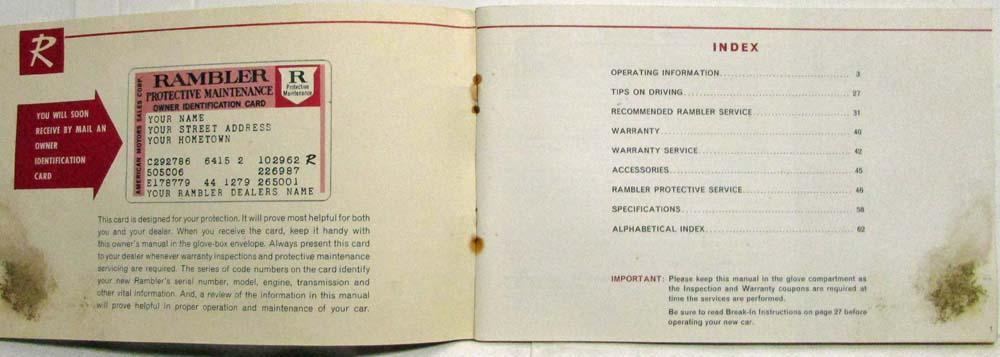 R
YOU WILL SOON
RECEIVE BY MAIL AN
OWNER
IDENTIFICATION
CARD
AMERICAN MOTORS SALES CORP.
RAMBLER
PROTECTIVE MAINTENANCE
OWNER IDENTIFICATION CARD
R
Protective
Maintenance
YOUR NAME
YOUR STREET ADDRESS
YOUR HOMETOWN
C292786 6415 2 102962 R
505C06 226987
E178779 44 1279 265001
YOUR RAMBLER DEALERS NAME
This card is designed for your protection. It will prove most helpful for both
you and your dealer. When you receive the card, keep it handy with
this owner's manual in the glove-box envelope. Always present this card
to your dealer whenever warranty inspections and protective maintenance
servicing are required. The series of code numbers on the card identify
your new Rambler's serial number, model, engine, transmission and
other vital information. And, a review of the information in this manual
will prove helpful in proper operation and maintenance of your car.
INDEX
OPERATING INFORMATION 3
TIPS ON DRIVING 27
RECOMMENDED RAMBLER SERVICE 31
WARRANTY 40
WARRANTY SERVICE 42
ACCESSORIES 45
RAMBLER PROTECTIVE SERVICE 46
SPECIFICATIONS 58
ALPHABETICAL INDEX 62
IMPORTANT: Please keep this manual in the glove compartment as
the Inspection and Warranty coupons are required at
time the services are performed.
Be sure to read Break-In Instructions on page 27 before
operating your new car.
1